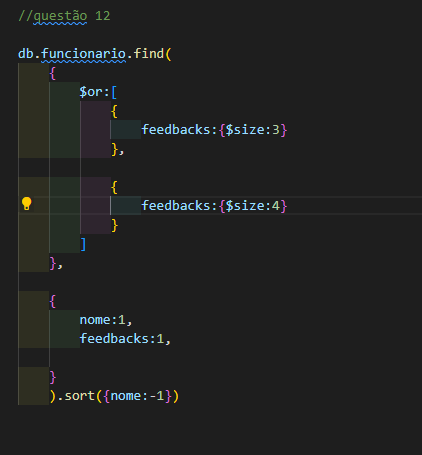 //questão 12
db.funcionario.find(
{
$or:[
{
feedbacks:{$size:3}
},
{
feedbacks:{$size:4}
}
]
},
{
nome:1,
feedbacks:1,
}
).sort({nome:-1})